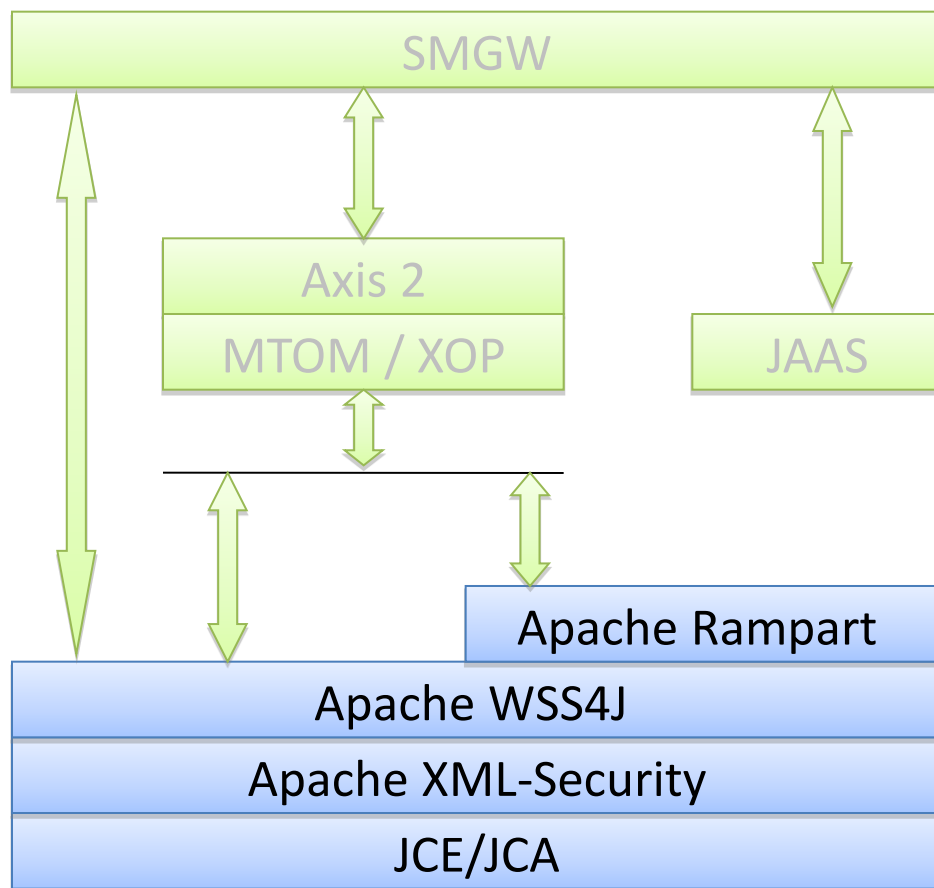 SMGW
Axis 2
MTOM / XOP
JAAS
Apache Rampart
Apache WSS4J
Apache XML-Security
JCE/JCA